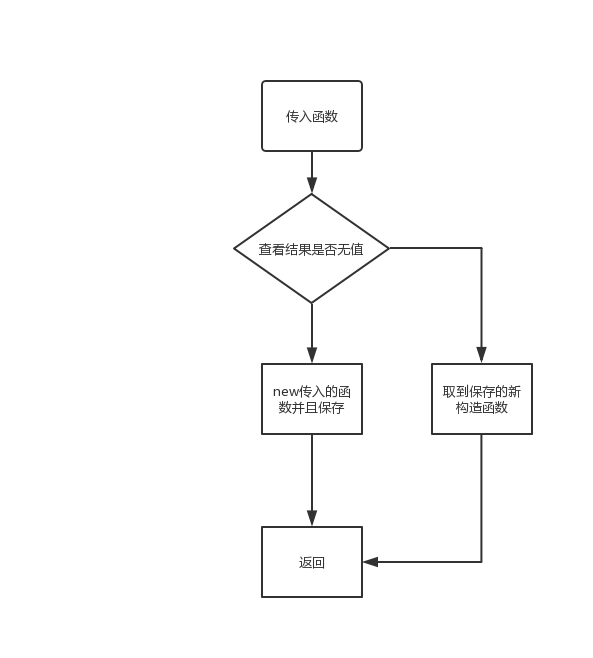 传入函数
查看结果是否无值
new传入的函
数并且保存
取到保存的新
构造函数
返回